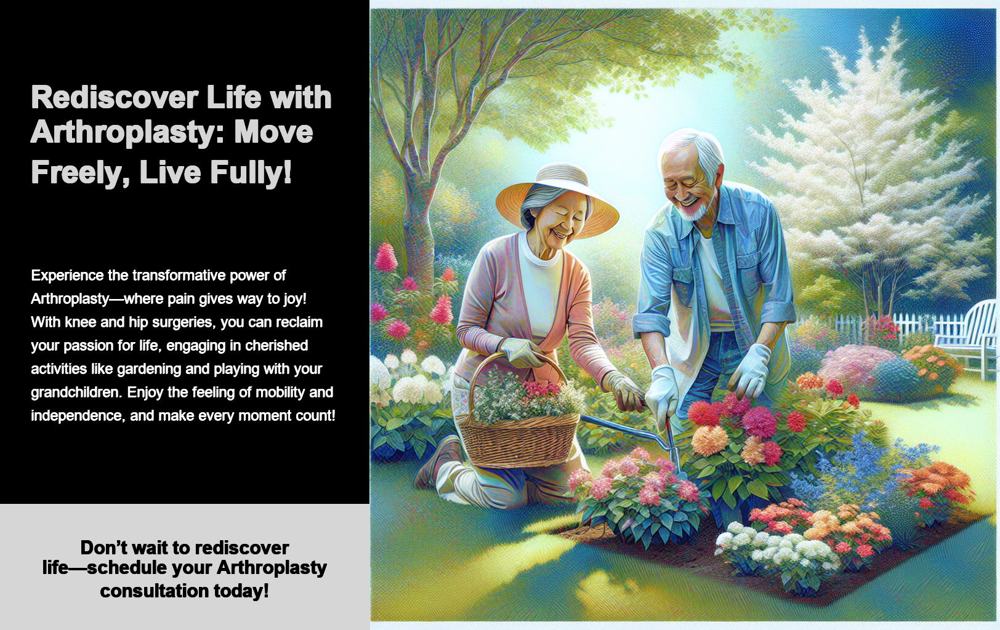 Rediscover Life with
Arthroplasty: Move
Freely, Live Fully!
Experience the transformative power of
Arthroplasty—where pain gives way to joy!
With knee and hip surgeries, you can reclaim
your passion for life, engaging in cherished
activities like gardening and playing with your
grandchildren. Enjoy the feeling of mobility and
independence, and make every moment count!
Don’t wait to rediscover
life—schedule your Arthroplasty
consultation today!